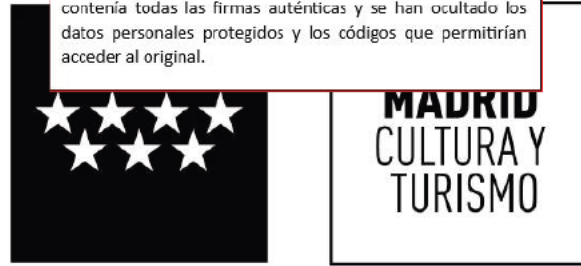 contenía todas las firmas auténticas y se han ocultado los
datos personales protegidos y los códigos que permitirían
acceder al original.
MADRID
CULTURA Y
TURISMO